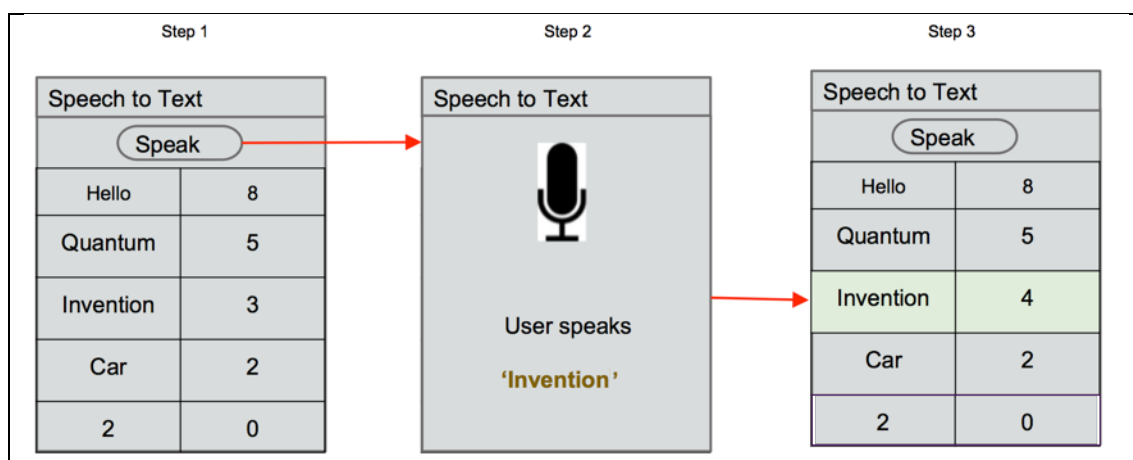 Step 1
Step 2
Step 3
Speech to Text
Speak
Hello 8
Quantum 5
Invention 3
Car 2
2 0
Speech to Text
User speaks
‘Invention’
Speech to Text
Speak
Hello 8
Quantum 5
Invention 4
Car 2
2 0